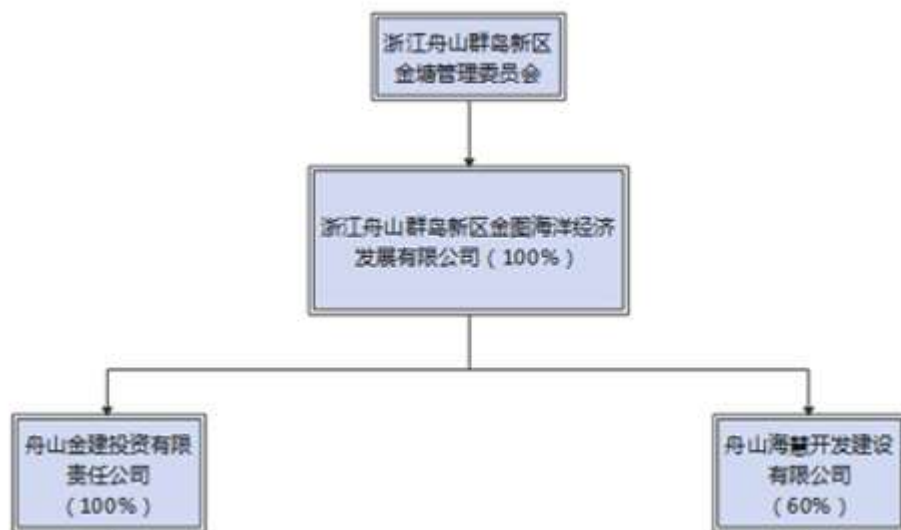 浙江舟山群岛新区
金塘管理委员会
浙江舟山群岛新区金图海洋经济
发展有限公司（100%）
舟山金建投资有限
责任公司
（100%）
舟山海慧开发建设
有限公司
（60%）